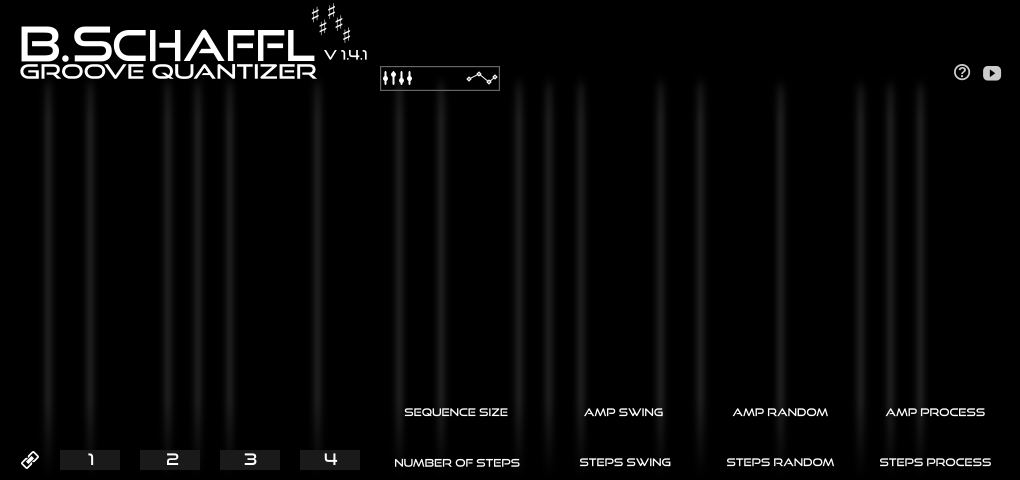 B.SCHAFFL
V 1.4.1
GROOVE QUANTIZER
SEQUENCE SIZE
AMP SWING
AMP RANDOM
AMP PROCESS
1
2
3
4
NUMBER OF STEPS
STEPS SWING
STEPS RANDOM
STEPS PROCESS